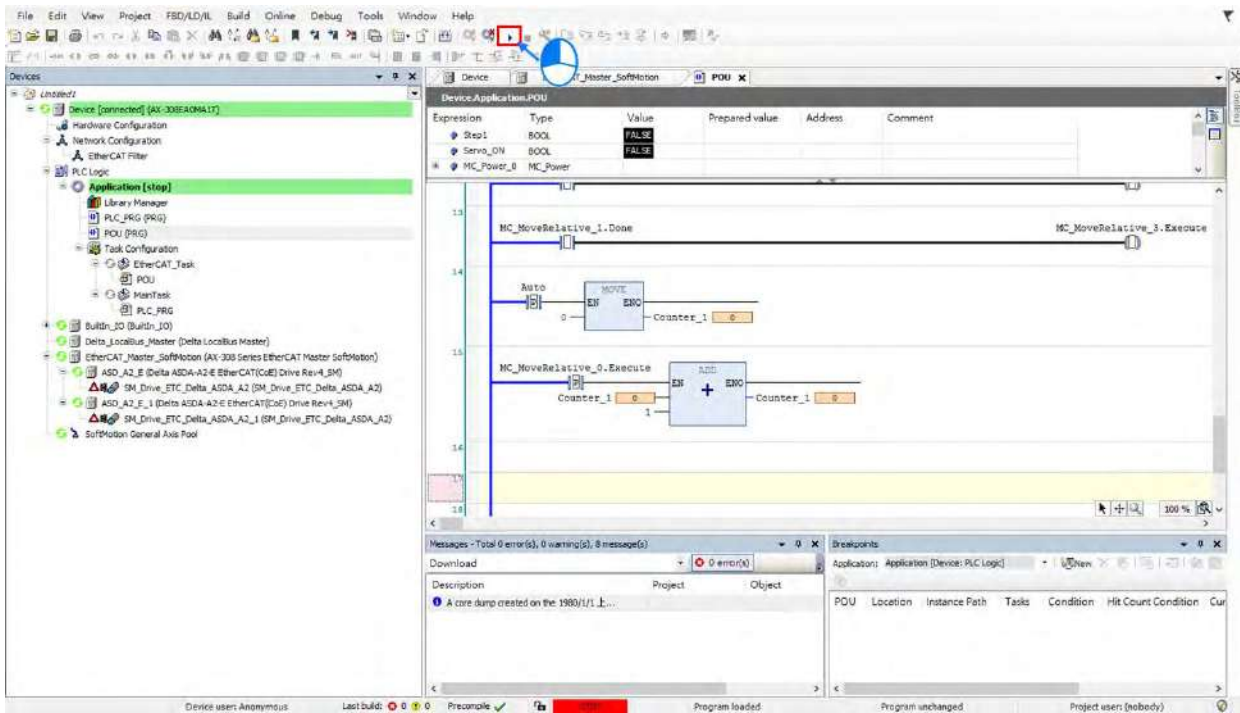 File Edit View Project FBD/LD/IL Build Online Debug Tools Window Help
Devices
Untitled1
Device [connected] (AX-308EA0MA1T)
Hardware Configuration
Network Configuration
EtherCAT Filter
PLC Logic
Application [stop]
Library Manager
PLC_PRG (PRG)
POU (PRG)
Task Configuration
EtherCAT_Task
POU
MainTask
PLC_PRG
BuiltIn_IO (BuiltIn_IO)
Delta_LocalBus_Master (Delta LocalBus Master)
EtherCAT_Master_SoftMotion (AX-308 Series EtherCAT Master SoftMotion)
ASD_A2_E (Delta ASDA-A2-E EtherCAT(CoE) Drive Rev4_SM)
SM_Drive_ETC_Delta_ASDA_A2 (SM_Drive_ETC_Delta_ASDA_A2)
ASD_A2_E_1 (Delta ASDA-A2-E EtherCAT(CoE) Drive Rev4_SM)
SM_Drive_ETC_Delta_ASDA_A2_1 (SM_Drive_ETC_Delta_ASDA_A2)
SoftMotion General Axis Pool
Device T_Master_SoftMotion POU
Device.Application.POU
Expression Type Value Prepared value Address Comment
Step1 BOOL FALSE
Servo_ON BOOL FALSE
MC_Power_0 MC_Power
13
MC_MoveRelative_1.Done MC_MoveRelative_3.Execute
14
Auto MOVE
P EN ENO
0 Counter_1 0
15
MC_MoveRelative_0.Execute ADD
P EN + ENO
Counter_1 0 Counter_1 0
1
16
17
18
100 %
Messages - Total 0 error(s), 0 warning(s), 8 message(s)
Download 0 error(s)
Description Project Object
A core dump created on the 1980/1/1 上...
Breakpoints
Application: Application [Device: PLC Logic] New
POU Location Instance Path Tasks Condition Hit Count Condition Cur
Device user: Anonymous Last build: 0 0 Precompile Program loaded Program unchanged Project user: (nobody)
Toolbox